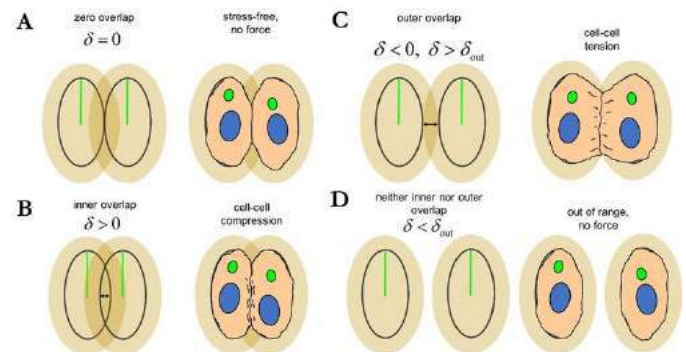 A
zero overlap
δ = 0
stress-free,
no force
B
inner overlap
δ > 0
cell-cell
compression
C
outer overlap
δ < 0, δ > δout
cell-cell
tension
D
neither inner nor outer
overlap
δ < δout
out of range,
no force